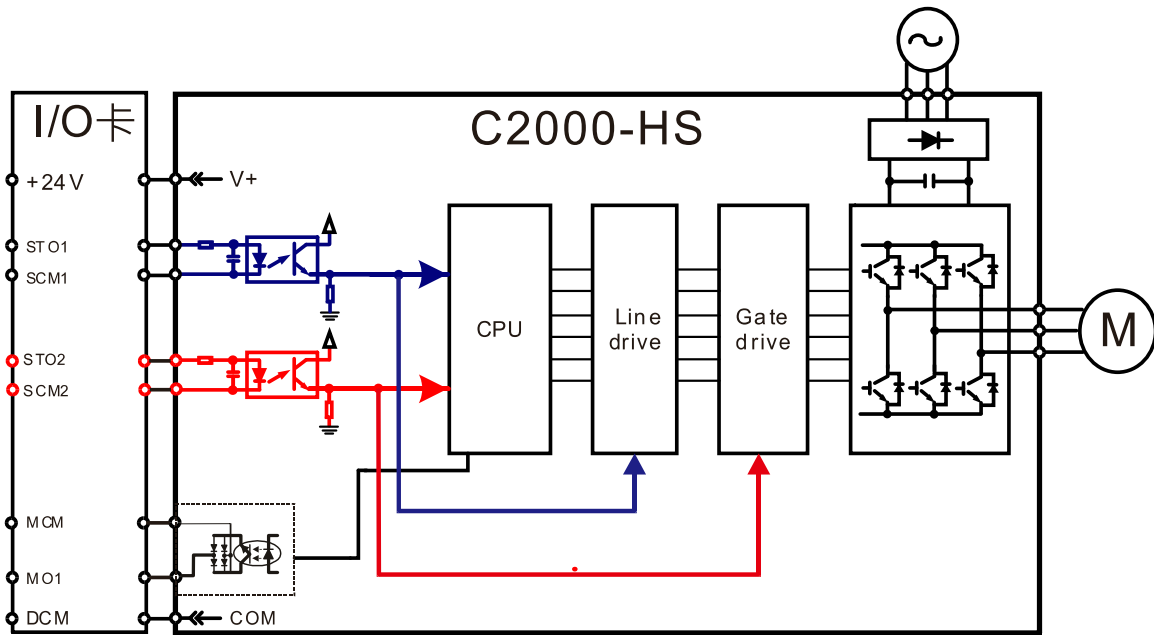 I/O卡
C2000-HS
+24V
V+
STO1
SCM1
STO2
SCM2
CPU
Line
drive
Gate
drive
M
MCM
MO1
DCM
COM